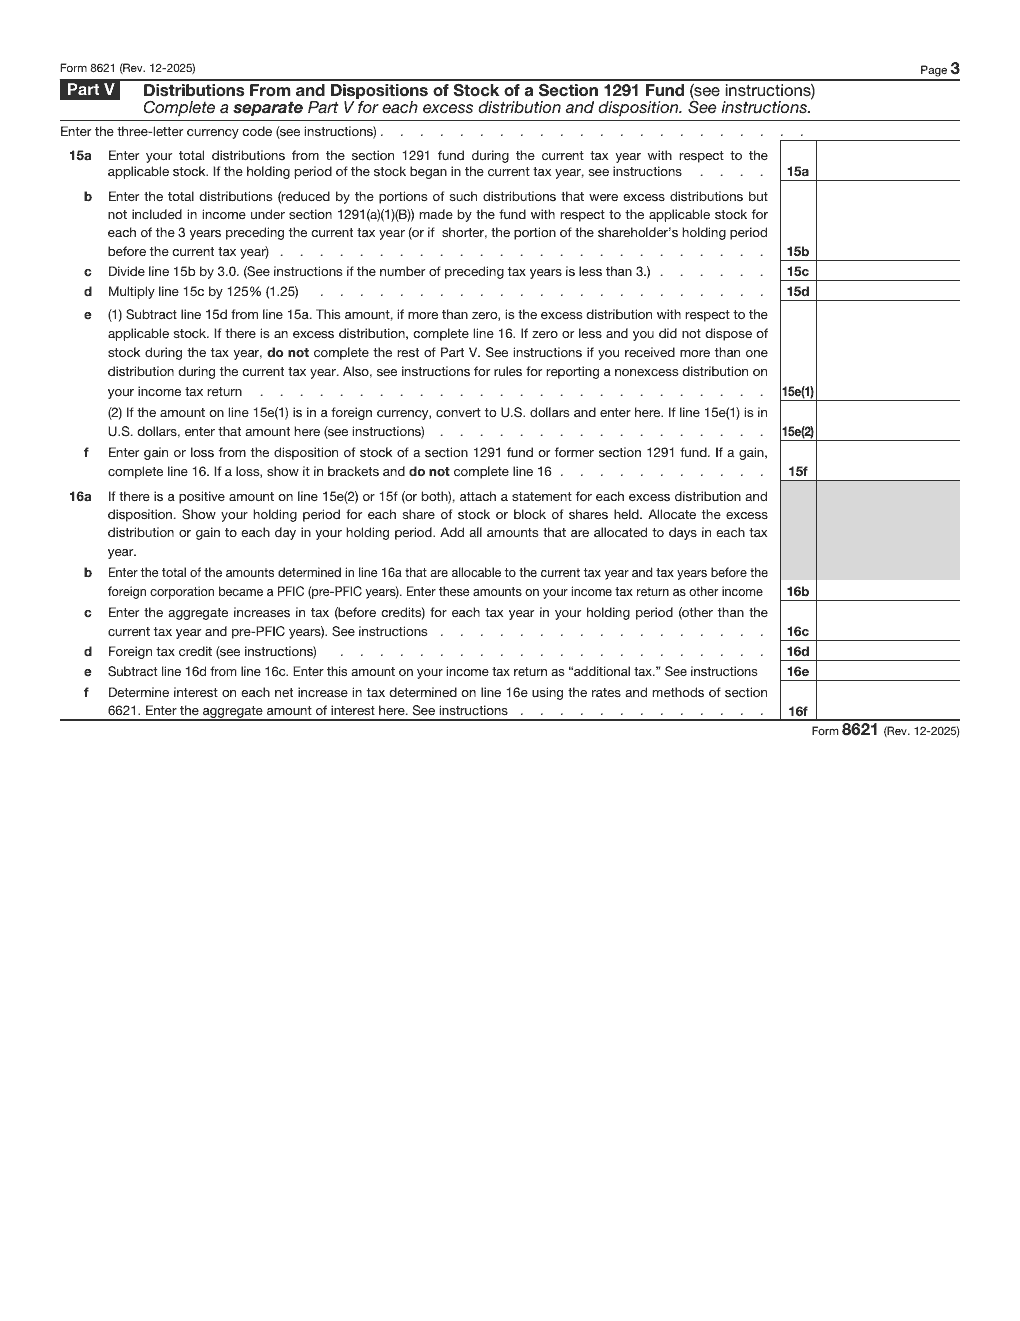 Form 8621 (Rev. 12-2025) Page 3
Part V Distributions From and Dispositions of Stock of a Section 1291 Fund (see instructions)
Complete a separate Part V for each excess distribution and disposition. See instructions.
Enter the three-letter currency code (see instructions) . . . . . . . . . . . . . . . . . . . . . .
15a Enter your total distributions from the section 1291 fund during the current tax year with respect to the
applicable stock. If the holding period of the stock began in the current tax year, see instructions . . . . 15a
b Enter the total distributions (reduced by the portions of such distributions that were excess distributions but
not included in income under section 1291(a)(1)(B)) made by the fund with respect to the applicable stock for
each of the 3 years preceding the current tax year (or if shorter, the portion of the shareholder's holding period
before the current tax year) . . . . . . . . . . . . . . . . . . . . . . . . . 15b
c Divide line 15b by 3.0. (See instructions if the number of preceding tax years is less than 3.) . . . . . . 15c
d Multiply line 15c by 125% (1.25) . . . . . . . . . . . . . . . . . . . . . . . 15d
e (1) Subtract line 15d from line 15a. This amount, if more than zero, is the excess distribution with respect to the
applicable stock. If there is an excess distribution, complete line 16. If zero or less and you did not dispose of
stock during the tax year, do not complete the rest of Part V. See instructions if you received more than one
distribution during the current tax year. Also, see instructions for rules for reporting a nonexcess distribution on
your income tax return . . . . . . . . . . . . . . . . . . . . . . . . . . 15e(1)
(2) If the amount on line 15e(1) is in a foreign currency, convert to U.S. dollars and enter here. If line 15e(1) is in
U.S. dollars, enter that amount here (see instructions) . . . . . . . . . . . . . . . . . 15e(2)
f Enter gain or loss from the disposition of stock of a section 1291 fund or former section 1291 fund. If a gain,
complete line 16. If a loss, show it in brackets and do not complete line 16 . . . . . . . . . . . 15f
16a If there is a positive amount on line 15e(2) or 15f (or both), attach a statement for each excess distribution and
disposition. Show your holding period for each share of stock or block of shares held. Allocate the excess
distribution or gain to each day in your holding period. Add all amounts that are allocated to days in each tax
year.
b Enter the total of the amounts determined in line 16a that are allocable to the current tax year and tax years before the
foreign corporation became a PFIC (pre-PFIC years). Enter these amounts on your income tax return as other income 16b
c Enter the aggregate increases in tax (before credits) for each tax year in your holding period (other than the
current tax year and pre-PFIC years). See instructions . . . . . . . . . . . . . . . . . 16c
d Foreign tax credit (see instructions) . . . . . . . . . . . . . . . . . . . . . . 16d
e Subtract line 16d from line 16c. Enter this amount on your income tax return as “additional tax.” See instructions 16e
f Determine interest on each net increase in tax determined on line 16e using the rates and methods of section
6621. Enter the aggregate amount of interest here. See instructions . . . . . . . . . . . . . 16f
Form 8621 (Rev. 12-2025)